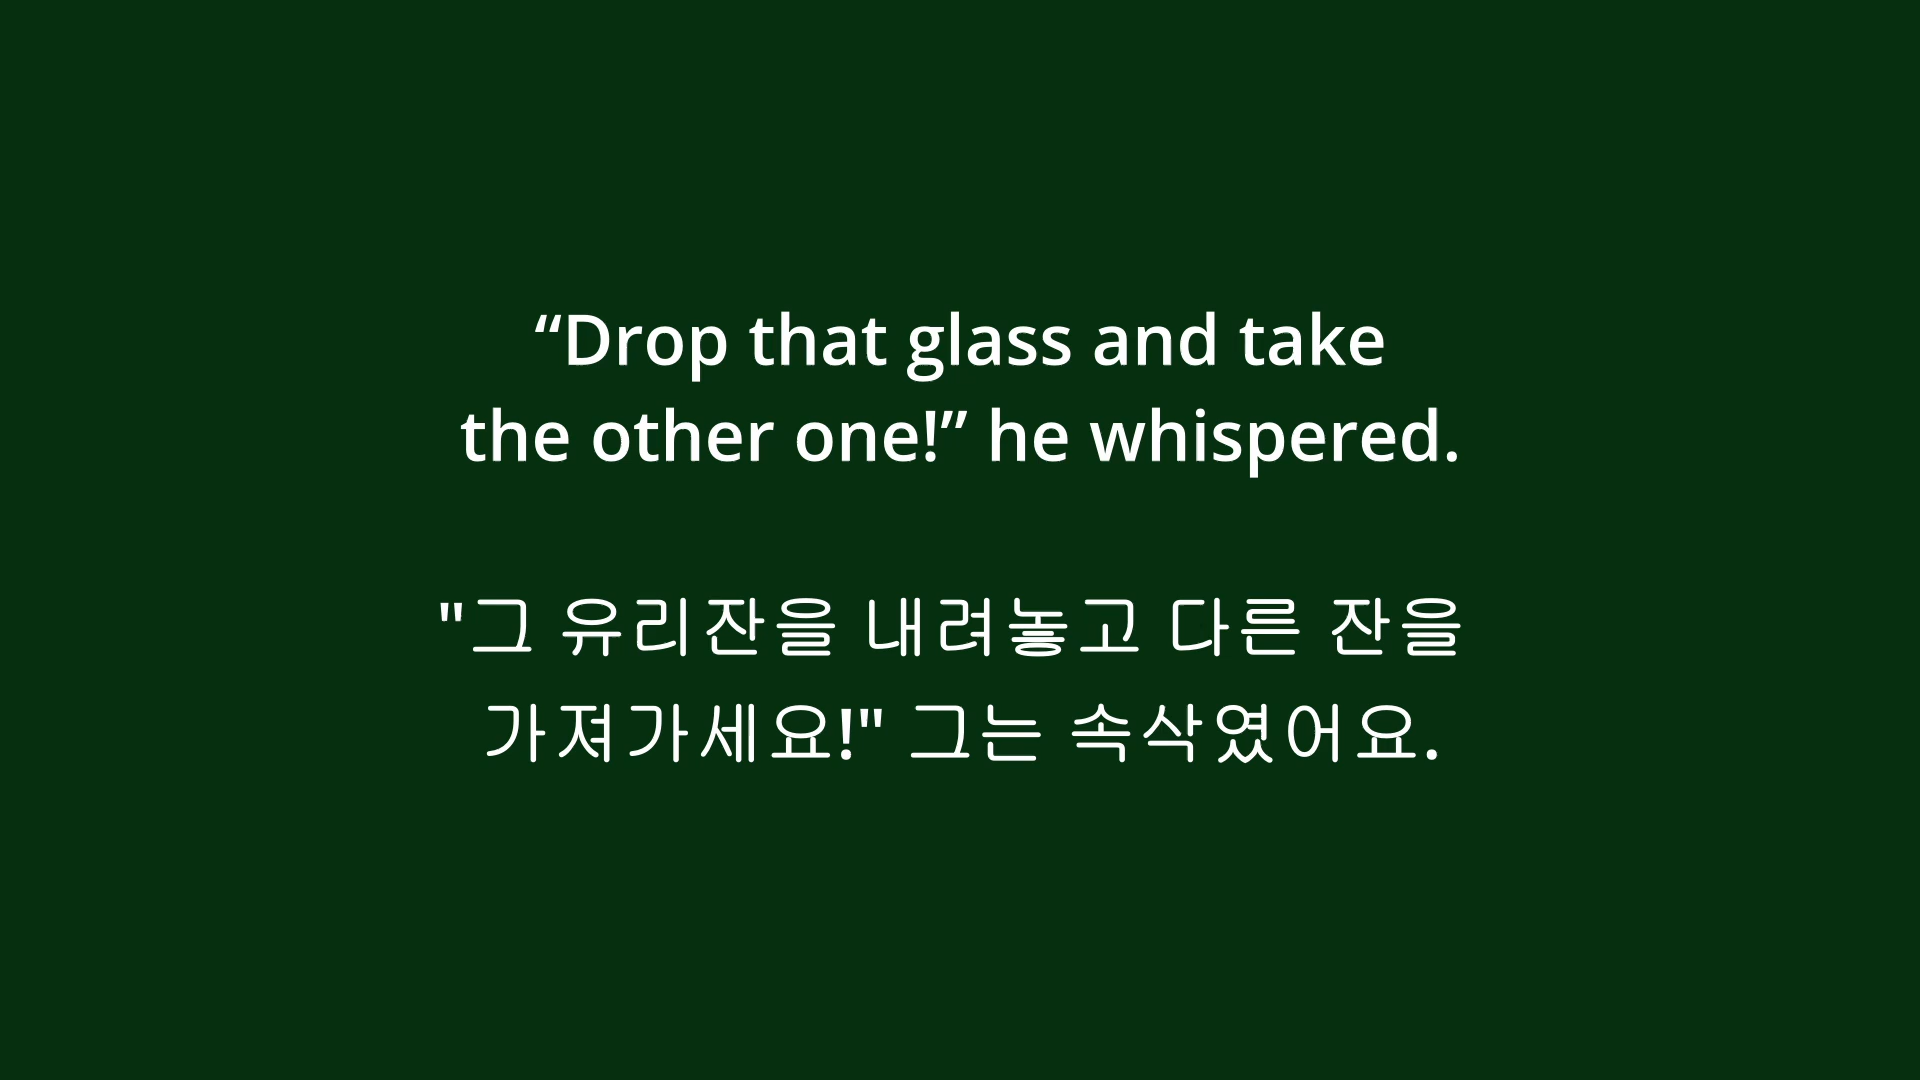 “Drop that glass and take
the other one!” he whispered.
"그 유리잔을 내려놓고 다른 잔을
가져가세요!" 그는 속삭였어요.